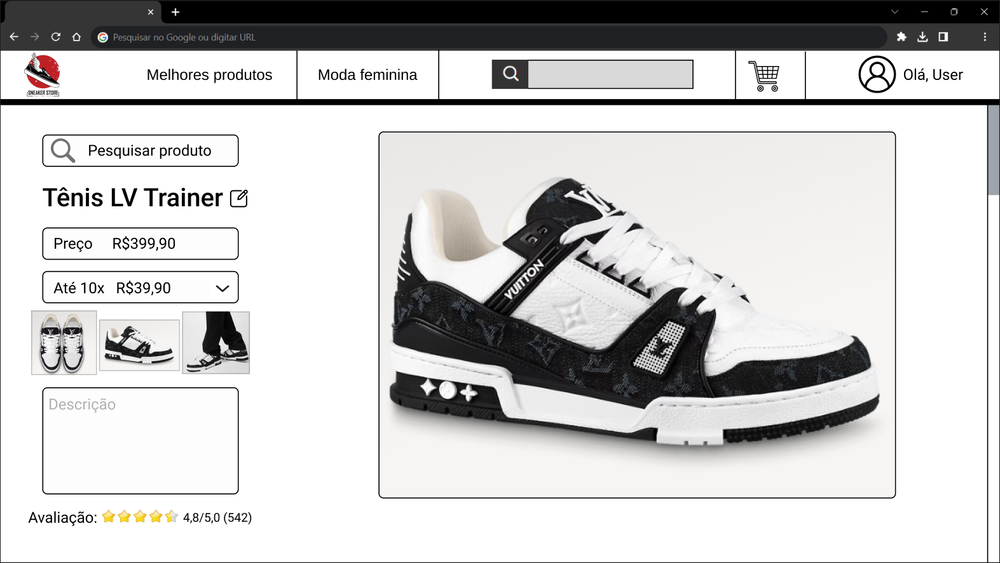 Pesquisar no Google ou digitar URL
SNEAKER STORE
Melhores produtos
Moda feminina
Olá, User
Pesquisar produto
Tênis LV Trainer
Preço R$399,90
Até 10x R$39,90
Descrição
Avaliação: 4,8/5,0 (542)
LV
VUITTON